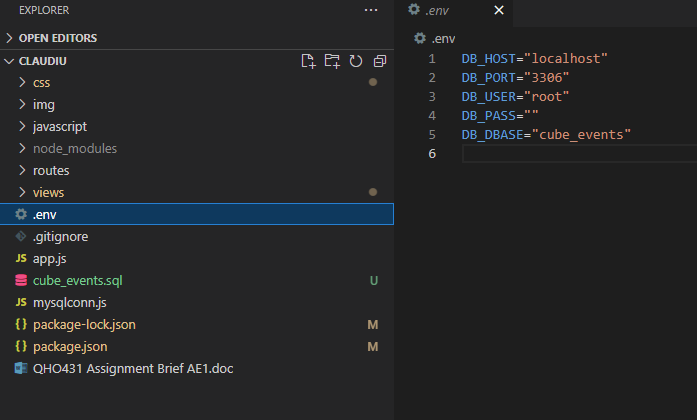 EXPLORER
OPEN EDITORS
CLAUDIU
css
img
javascript
node_modules
routes
views
.env
.gitignore
JS app.js
cube_events.sql U
JS mysqlconn.js
{} package-lock.json M
{} package.json M
QHO431 Assignment Brief AE1.doc
.env
.env
1 DB_HOST="localhost"
2 DB_PORT="3306"
3 DB_USER="root"
4 DB_PASS=""
5 DB_DBASE="cube_events"
6